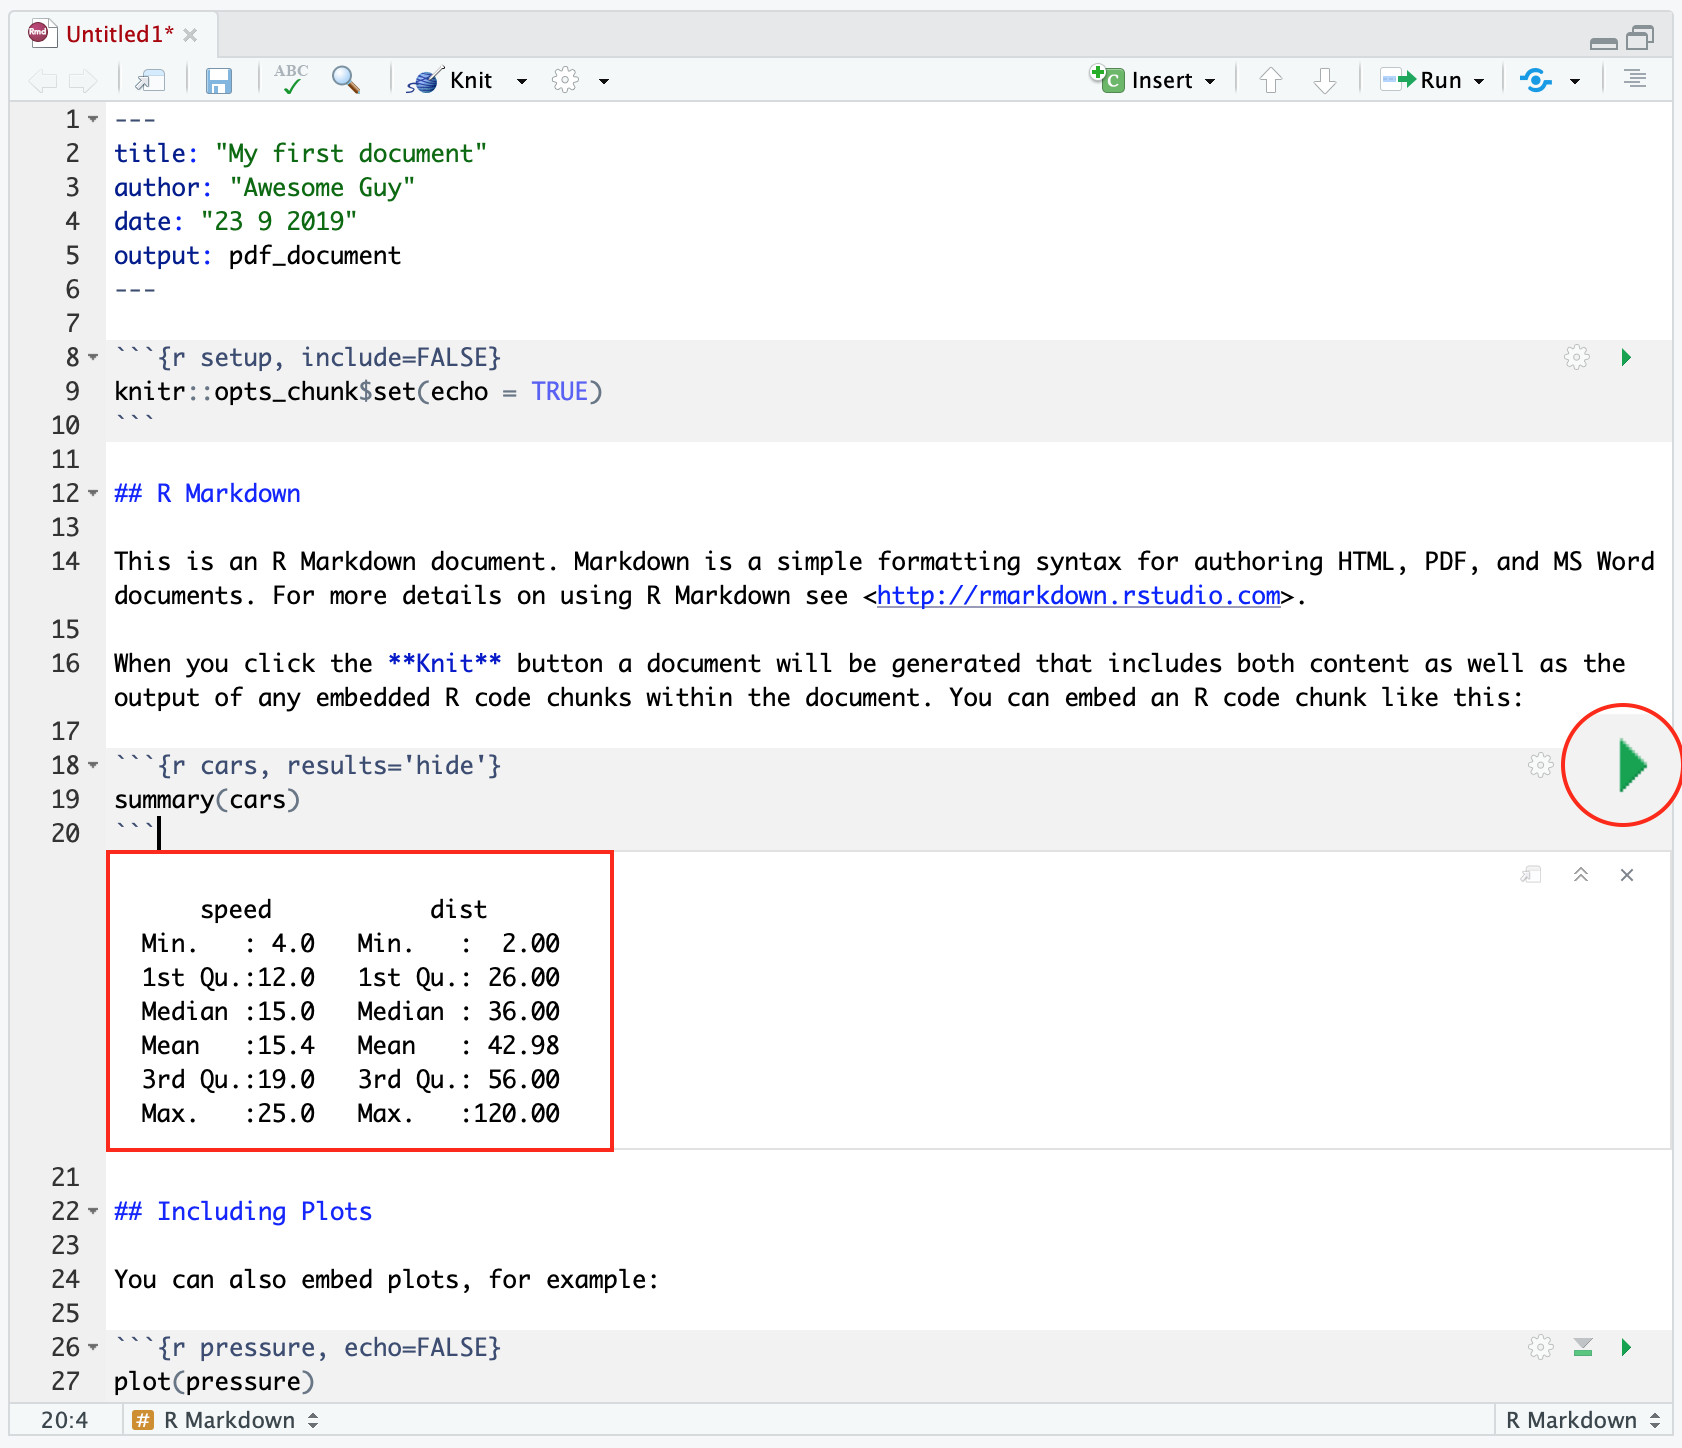 Rmd Untitled1*
ABC Knit Insert Run
1 ---
2 title: "My first document"
3 author: "Awesome Guy"
4 date: "23 9 2019"
5 output: pdf_document
6 ---
7
8 ```{r setup, include=FALSE}
9 knitr::opts_chunk$set(echo = TRUE)
10 ```
11
12 ## R Markdown
13
14 This is an R Markdown document. Markdown is a simple formatting syntax for authoring HTML, PDF, and MS Word
documents. For more details on using R Markdown see <http://rmarkdown.rstudio.com>.
15
16 When you click the **Knit** button a document will be generated that includes both content as well as the
output of any embedded R code chunks within the document. You can embed an R code chunk like this:
17
18 ```{r cars, results='hide'}
19 summary(cars)
20 ```
speed dist
Min. : 4.0 Min. : 2.00
1st Qu.:12.0 1st Qu.: 26.00
Median :15.0 Median : 36.00
Mean :15.4 Mean : 42.98
3rd Qu.:19.0 3rd Qu.: 56.00
Max. :25.0 Max. :120.00
21
22 ## Including Plots
23
24 You can also embed plots, for example:
25
26 ```{r pressure, echo=FALSE}
27 plot(pressure)
20:4 # R Markdown R Markdown